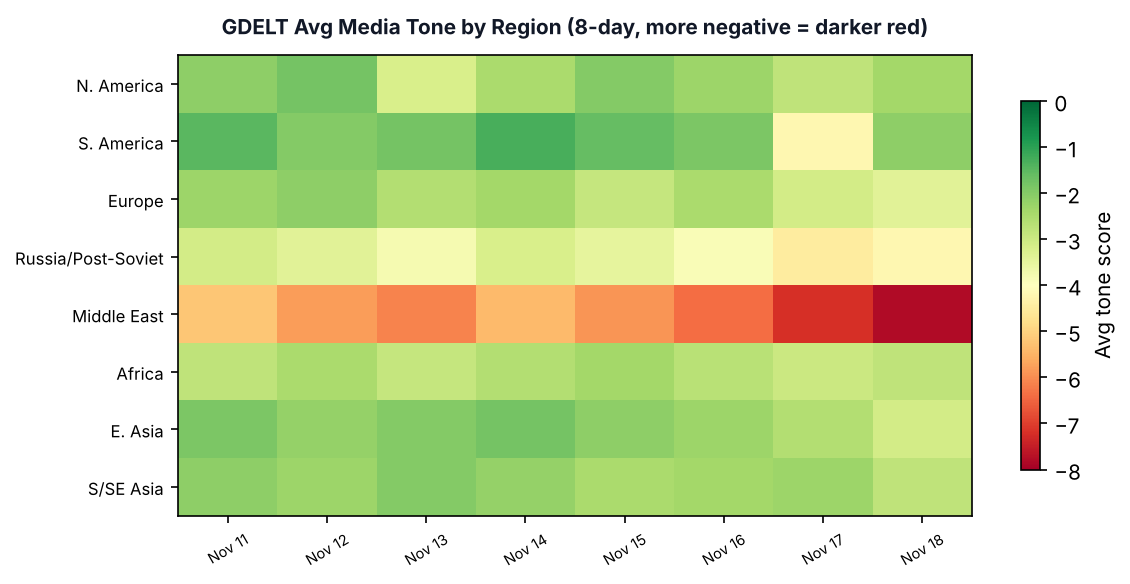 GDELT Avg Media Tone by Region (8-day, more negative = darker red)
N. America
S. America
Europe
Russia/Post-Soviet
Middle East
Africa
E. Asia
S/SE Asia
Nov 11
Nov 12
Nov 13
Nov 14
Nov 15
Nov 16
Nov 17
Nov 18
0
−1
−2
−3
−4
−5
−6
−7
−8
Avg tone score